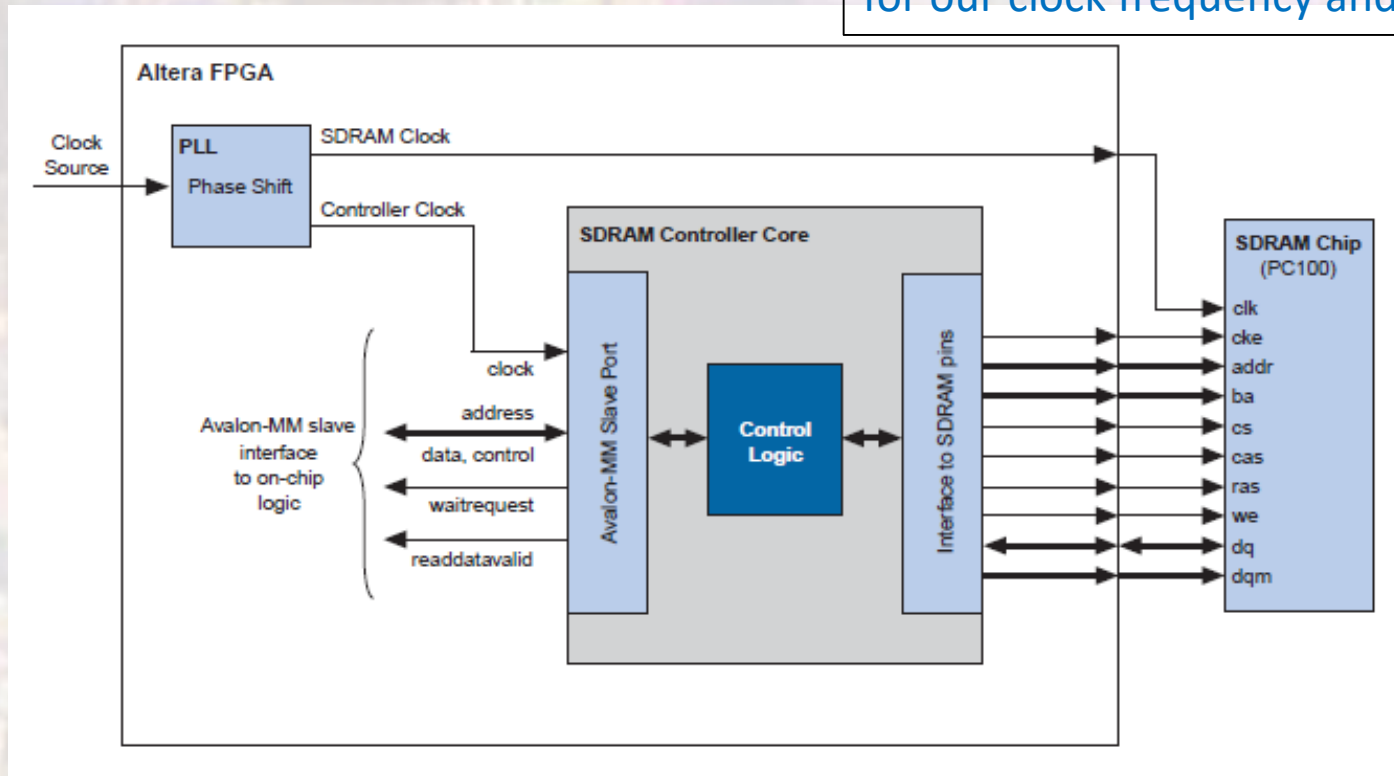 for our clock frequency and
Altera FPGA
Clock
Source
PLL
Phase Shift
SDRAM Clock
Controller Clock
SDRAM Controller Core
Avalon-MM slave
interface
to on-chip
logic
clock
address
data, control
waitrequest
readdatavalid
Avalon-MM Slave Port
Control
Logic
Interface to SDRAM pins
SDRAM Chip
(PC100)
clk
cke
addr
ba
cs
cas
ras
we
dq
dqm